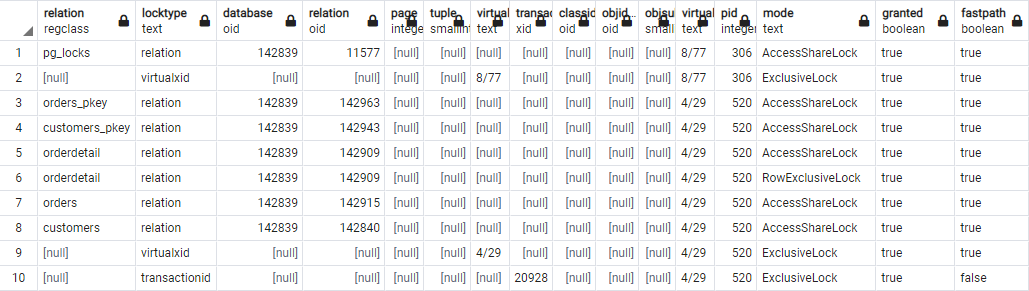 relation locktype database relation page tuple virtual transac classid objid... obisul virtual pid mode granted fastpath
regclass text oid oid intege smallint text xid oid oid small text integer text boolean boolean
1 pg_locks relation 142839 11577 [null] [null] [null] [null] [null] [null] [null] 8/77 306 AccessShareLock true true
2 [null] virtualxid [null] [null] [null] [null] 8/77 [null] [null] [null] [null] 8/77 306 ExclusiveLock true true
3 orders_pkey relation 142839 142963 [null] [null] [null] [null] [null] [null] [null] 4/29 520 AccessShareLock true true
4 customers_pkey relation 142839 142943 [null] [null] [null] [null] [null] [null] [null] 4/29 520 AccessShareLock true true
5 orderdetail relation 142839 142909 [null] [null] [null] [null] [null] [null] [null] 4/29 520 AccessShareLock true true
6 orderdetail relation 142839 142909 [null] [null] [null] [null] [null] [null] [null] 4/29 520 RowExclusiveLock true true
7 orders relation 142839 142915 [null] [null] [null] [null] [null] [null] [null] 4/29 520 AccessShareLock true true
8 customers relation 142839 142840 [null] [null] [null] [null] [null] [null] [null] 4/29 520 AccessShareLock true true
9 [null] virtualxid [null] [null] [null] [null] 4/29 [null] [null] [null] [null] 4/29 520 ExclusiveLock true true
10 [null] transactionid [null] [null] [null] [null] [null] 20928 [null] [null] [null] 4/29 520 ExclusiveLock true false